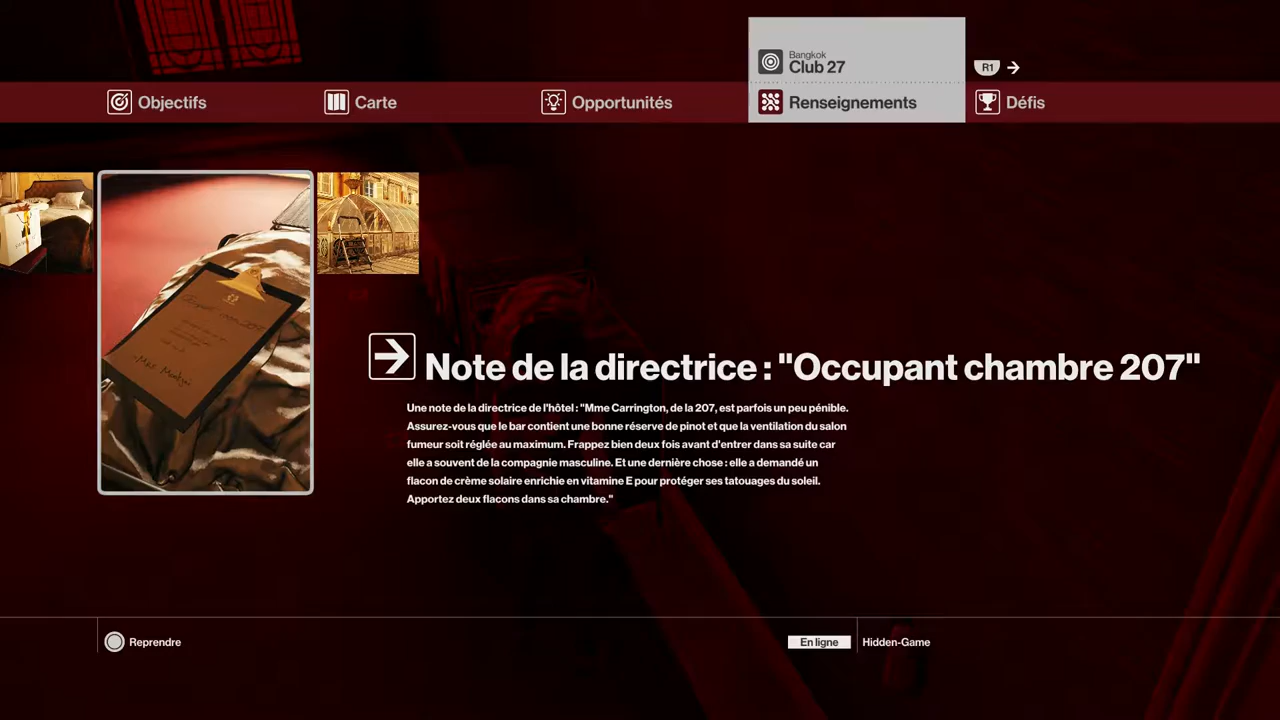 Bangkok
Club 27
R1
Objectifs
Carte
Opportunités
Renseignements
Défis
Note de la directrice : "Occupant chambre 207"
Une note de la directrice de l'hôtel : "Mme Carrington, de la 207, est parfois un peu pénible.
Assurez-vous que le bar contient une bonne réserve de pinot et que la ventilation du salon
fumeur soit réglée au maximum. Frappez bien deux fois avant d'entrer dans sa suite car
elle a souvent de la compagnie masculine. Et une dernière chose : elle a demandé un
flacon de crème solaire enrichie en vitamine E pour protéger ses tatouages du soleil.
Apportez deux flacons dans sa chambre."
Reprendre
En ligne
Hidden-Game